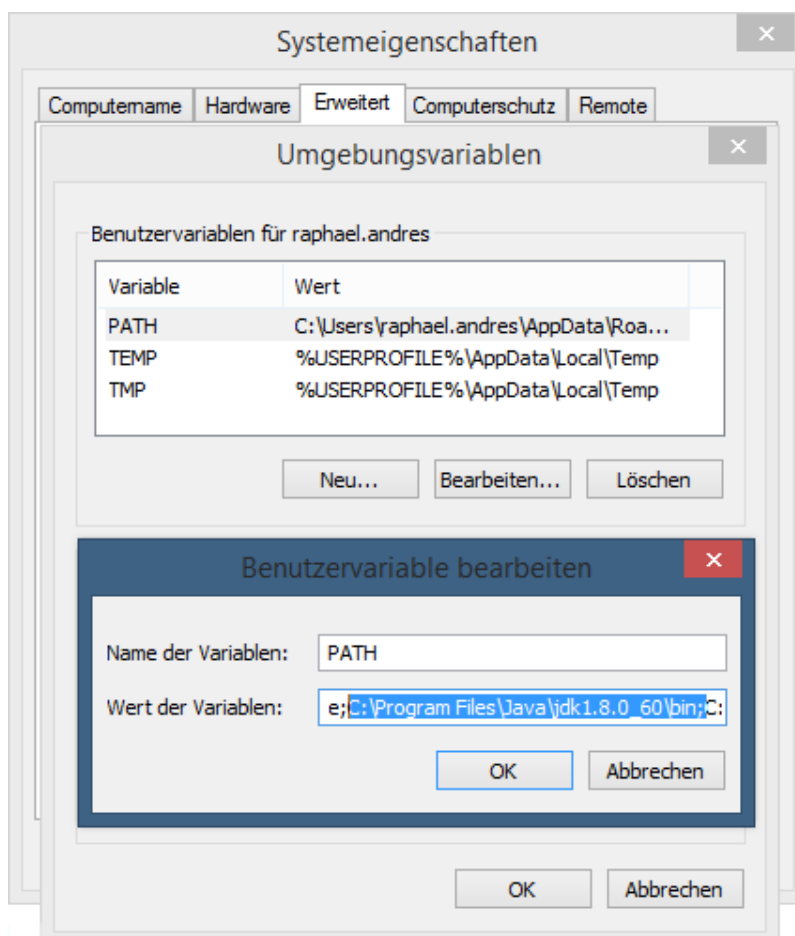 Systemeigenschaften
Computername Hardware Erweitert Computerschutz Remote
Umgebungsvariablen
Benutzervariablen für raphael.andres
Variable Wert
PATH C:\Users\raphael.andres\AppData\Roa...
TEMP %USERPROFILE%\AppData\Local\Temp
TMP %USERPROFILE%\AppData\Local\Temp
Neu... Bearbeiten... Löschen
Benutzervariable bearbeiten
Name der Variablen: PATH
Wert der Variablen: e;C:\Program Files\Java\jdk1.8.0_60\bin;C:
OK Abbrechen
OK Abbrechen